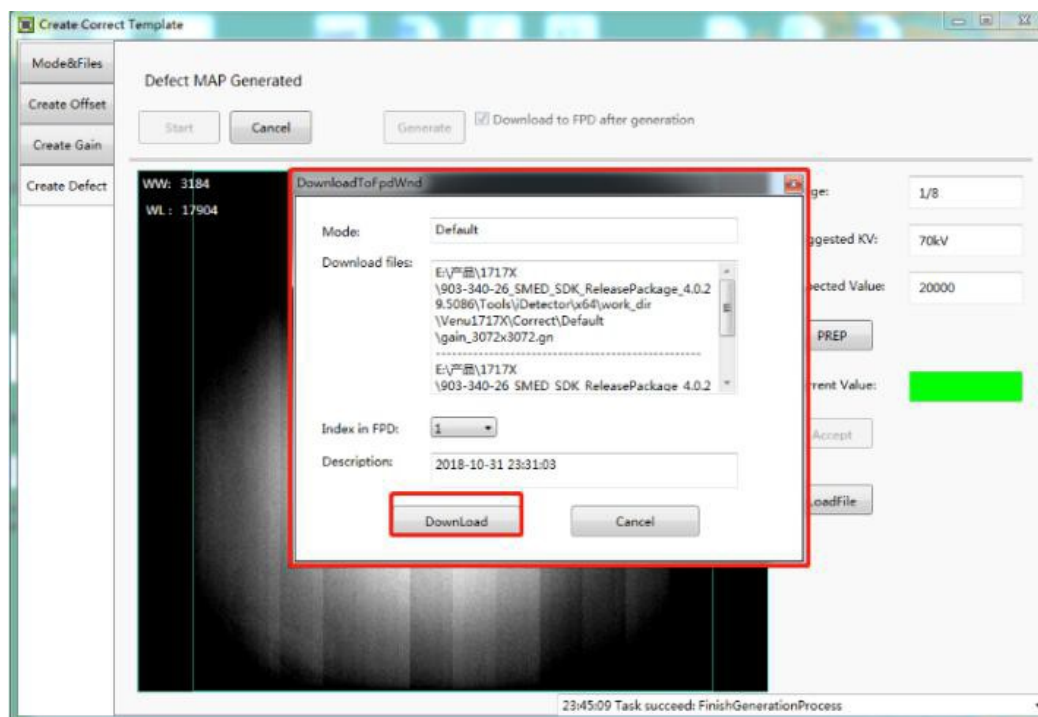 Create Correct Template
Mode&Files
Create Offset
Create Gain
Create Defect
Defect MAP Generated
Start
Cancel
Generate
Download to FPD after generation
WW: 3184
WL: 17904
DownloadToFpdWnd
Mode:
Default
Download files:
E:\产品\1717X
\903-340-26_SMED_SDK_ReleasePackage_4.0.2
9.5086\Tools\iDetector\x64\work_dir
\Venu1717X\Correct\Default
\gain_3072x3072.gn
E:\产品\1717X
\903-340-26_SMED_SDK_ReleasePackage_4.0.2
Index in FPD:
1
Description:
2018-10-31 23:31:03
DownLoad
Cancel
ge:
1/8
ggested KV:
70kV
ected Value:
20000
PREP
rrent Value:
Accept
LoadFile
23:45:09 Task succeed: FinishGenerationProcess